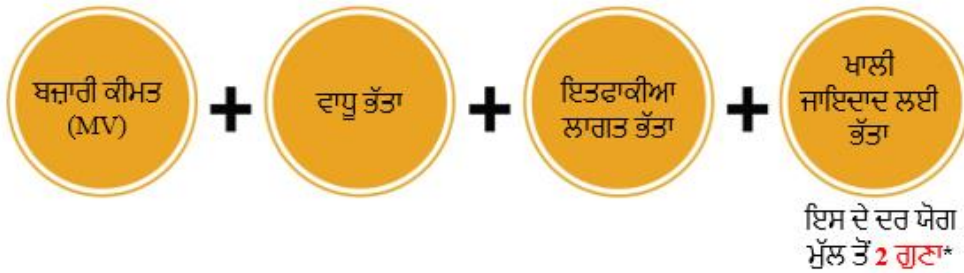 ਬਜ਼ਾਰੀ ਕੀਮਤ
(MV)
+
ਵਾਧੂ ਭੱਤਾ
+
ਇਤਫਾਕੀਆ
ਲਾਗਤ ਭੱਤਾ
+
ਖਾਲੀ
ਜਾਇਦਾਦ ਲਈ
ਭੱਤਾ
ਇਸ ਦੇ ਦਰ ਯੋਗ
ਮੁੱਲ ਤੋਂ 2 ਗੁਣਾ*